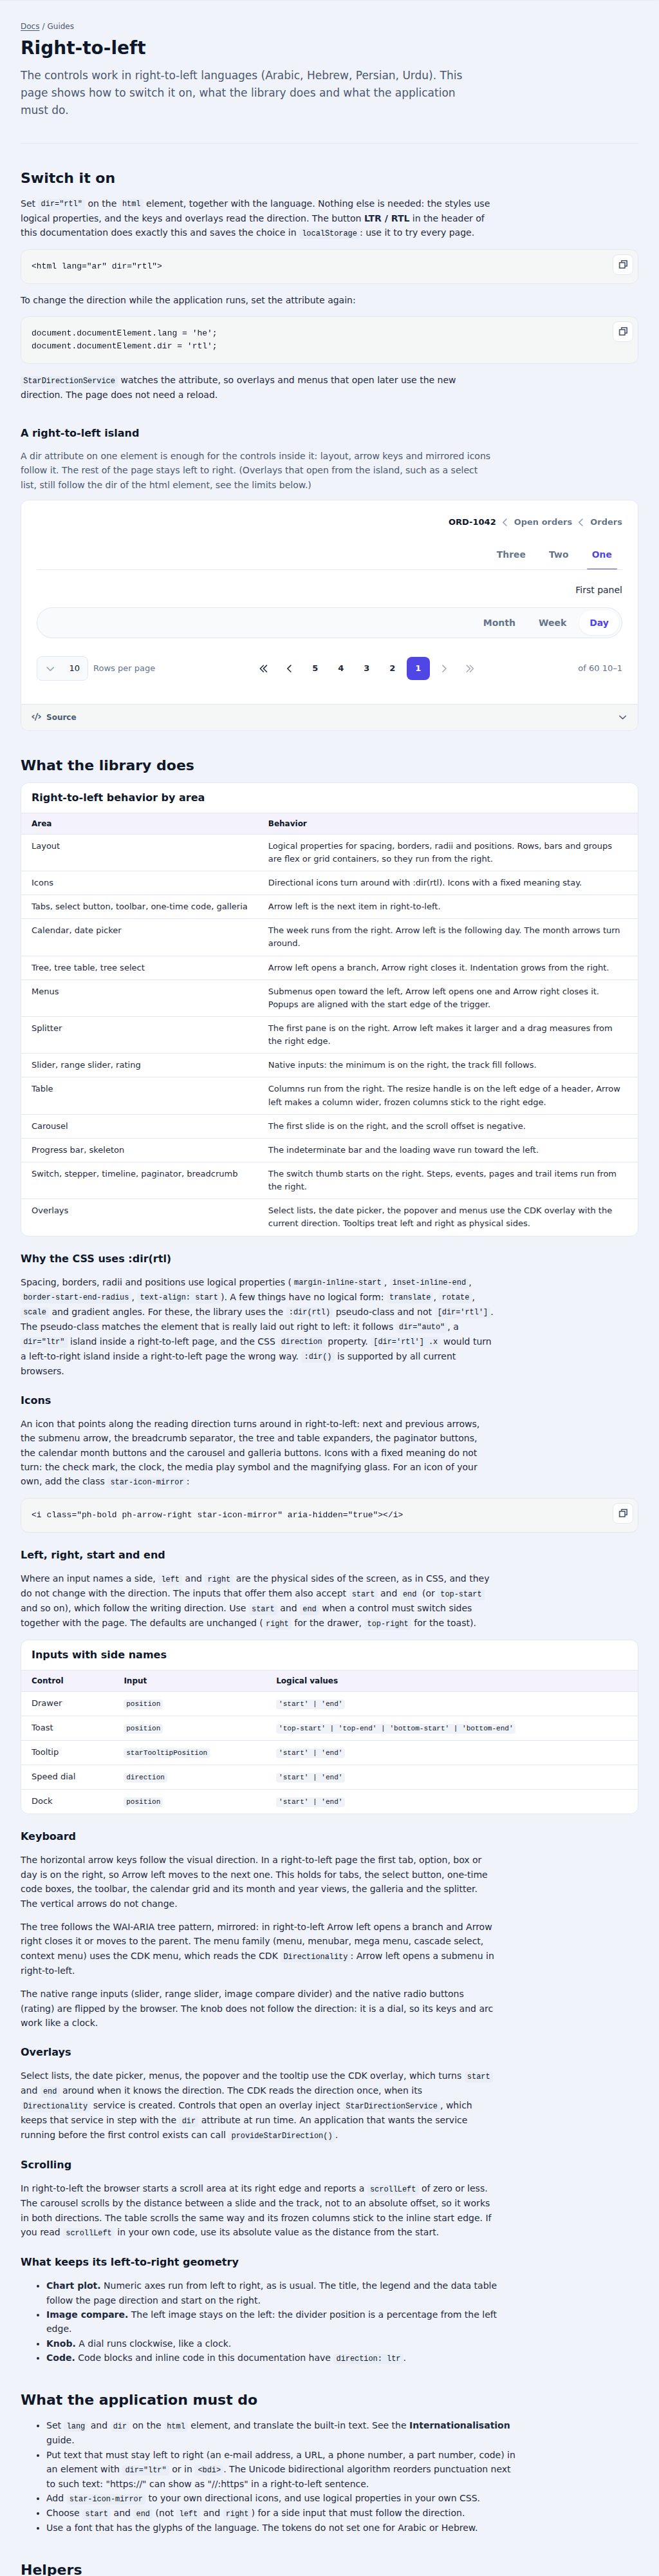 Docs / Guides
Right-to-left
The controls work in right-to-left languages (Arabic, Hebrew, Persian, Urdu). This
page shows how to switch it on, what the library does and what the application
must do.
Switch it on
Set dir="rtl" on the html element, together with the language. Nothing else is needed: the styles use
logical properties, and the keys and overlays read the direction. The button LTR / RTL in the header of
this documentation does exactly this and saves the choice in localStorage: use it to try every page.
<html lang="ar" dir="rtl">
To change the direction while the application runs, set the attribute again:
document.documentElement.lang = 'he';
document.documentElement.dir = 'rtl';
StarDirectionService watches the attribute, so overlays and menus that open later use the new
direction. The page does not need a reload.
A right-to-left island
A dir attribute on one element is enough for the controls inside it: layout, arrow keys and mirrored icons
follow it. The rest of the page stays left to right. (Overlays that open from the island, such as a select
list, still follow the dir of the html element, see the limits below.)
ORD-1042 Open orders Orders
Three Two One
First panel
Month Week Day
10 Rows per page 5 4 3 2 1 of 60 10–1
Source
What the library does
Right-to-left behavior by area
Area Behavior
Layout Logical properties for spacing, borders, radii and positions. Rows, bars and groups
are flex or grid containers, so they run from the right.
Icons Directional icons turn around with :dir(rtl). Icons with a fixed meaning stay.
Tabs, select button, toolbar, one-time code, galleria Arrow left is the next item in right-to-left.
Calendar, date picker The week runs from the right. Arrow left is the following day. The month arrows turn
around.
Tree, tree table, tree select Arrow left opens a branch, Arrow right closes it. Indentation grows from the right.
Menus Submenus open toward the left, Arrow left opens one and Arrow right closes it.
Popups are aligned with the start edge of the trigger.
Splitter The first pane is on the right. Arrow left makes it larger and a drag measures from
the right edge.
Slider, range slider, rating Native inputs: the minimum is on the right, the track fill follows.
Table Columns run from the right. The resize handle is on the left edge of a header, Arrow
left makes a column wider, frozen columns stick to the right edge.
Carousel The first slide is on the right, and the scroll offset is negative.
Progress bar, skeleton The indeterminate bar and the loading wave run toward the left.
Switch, stepper, timeline, paginator, breadcrumb The switch thumb starts on the right. Steps, events, pages and trail items run from
the right.
Overlays Select lists, the date picker, the popover and menus use the CDK overlay with the
current direction. Tooltips treat left and right as physical sides.
Why the CSS uses :dir(rtl)
Spacing, borders, radii and positions use logical properties (margin-inline-start, inset-inline-end,
border-start-end-radius, text-align: start). A few things have no logical form: translate, rotate,
scale and gradient angles. For these, the library uses the :dir(rtl) pseudo-class and not [dir='rtl'].
The pseudo-class matches the element that is really laid out right to left: it follows dir="auto", a
dir="ltr" island inside a right-to-left page, and the CSS direction property. [dir='rtl'] .x would turn
a left-to-right island inside a right-to-left page the wrong way. :dir() is supported by all current
browsers.
Icons
An icon that points along the reading direction turns around in right-to-left: next and previous arrows,
the submenu arrow, the breadcrumb separator, the tree and table expanders, the paginator buttons,
the calendar month buttons and the carousel and galleria buttons. Icons with a fixed meaning do not
turn: the check mark, the clock, the media play symbol and the magnifying glass. For an icon of your
own, add the class star-icon-mirror:
<i class="ph-bold ph-arrow-right star-icon-mirror" aria-hidden="true"></i>
Left, right, start and end
Where an input names a side, left and right are the physical sides of the screen, as in CSS, and they
do not change with the direction. The inputs that offer them also accept start and end (or top-start
and so on), which follow the writing direction. Use start and end when a control must switch sides
together with the page. The defaults are unchanged (right for the drawer, top-right for the toast).
Inputs with side names
Control Input Logical values
Drawer position 'start' | 'end'
Toast position 'top-start' | 'top-end' | 'bottom-start' | 'bottom-end'
Tooltip starTooltipPosition 'start' | 'end'
Speed dial direction 'start' | 'end'
Dock position 'start' | 'end'
Keyboard
The horizontal arrow keys follow the visual direction. In a right-to-left page the first tab, option, box or
day is on the right, so Arrow left moves to the next one. This holds for tabs, the select button, one-time
code boxes, the toolbar, the calendar grid and its month and year views, the galleria and the splitter.
The vertical arrows do not change.
The tree follows the WAI-ARIA tree pattern, mirrored: in right-to-left Arrow left opens a branch and Arrow
right closes it or moves to the parent. The menu family (menu, menubar, mega menu, cascade select,
context menu) uses the CDK menu, which reads the CDK Directionality: Arrow left opens a submenu in
right-to-left.
The native range inputs (slider, range slider, image compare divider) and the native radio buttons
(rating) are flipped by the browser. The knob does not follow the direction: it is a dial, so its keys and arc
work like a clock.
Overlays
Select lists, the date picker, menus, the popover and the tooltip use the CDK overlay, which turns start
and end around when it knows the direction. The CDK reads the direction once, when its
Directionality service is created. Controls that open an overlay inject StarDirectionService, which
keeps that service in step with the dir attribute at run time. An application that wants the service
running before the first control exists can call provideStarDirection().
Scrolling
In right-to-left the browser starts a scroll area at its right edge and reports a scrollLeft of zero or less.
The carousel scrolls by the distance between a slide and the track, not to an absolute offset, so it works
in both directions. The table scrolls the same way and its frozen columns stick to the inline start edge. If
you read scrollLeft in your own code, use its absolute value as the distance from the start.
What keeps its left-to-right geometry
• Chart plot. Numeric axes run from left to right, as is usual. The title, the legend and the data table
follow the page direction and start on the right.
• Image compare. The left image stays on the left: the divider position is a percentage from the left
edge.
• Knob. A dial runs clockwise, like a clock.
• Code. Code blocks and inline code in this documentation have direction: ltr.
What the application must do
• Set lang and dir on the html element, and translate the built-in text. See the Internationalisation
guide.
• Put text that must stay left to right (an e-mail address, a URL, a phone number, a part number, code) in
an element with dir="ltr" or in <bdi>. The Unicode bidirectional algorithm reorders punctuation next
to such text: "https://" can show as "//:https" in a right-to-left sentence.
• Add star-icon-mirror to your own directional icons, and use logical properties in your own CSS.
• Choose start and end (not left and right) for a side input that must follow the direction.
• Use a font that has the glyphs of the language. The tokens do not set one for Arabic or Hebrew.
Helpers